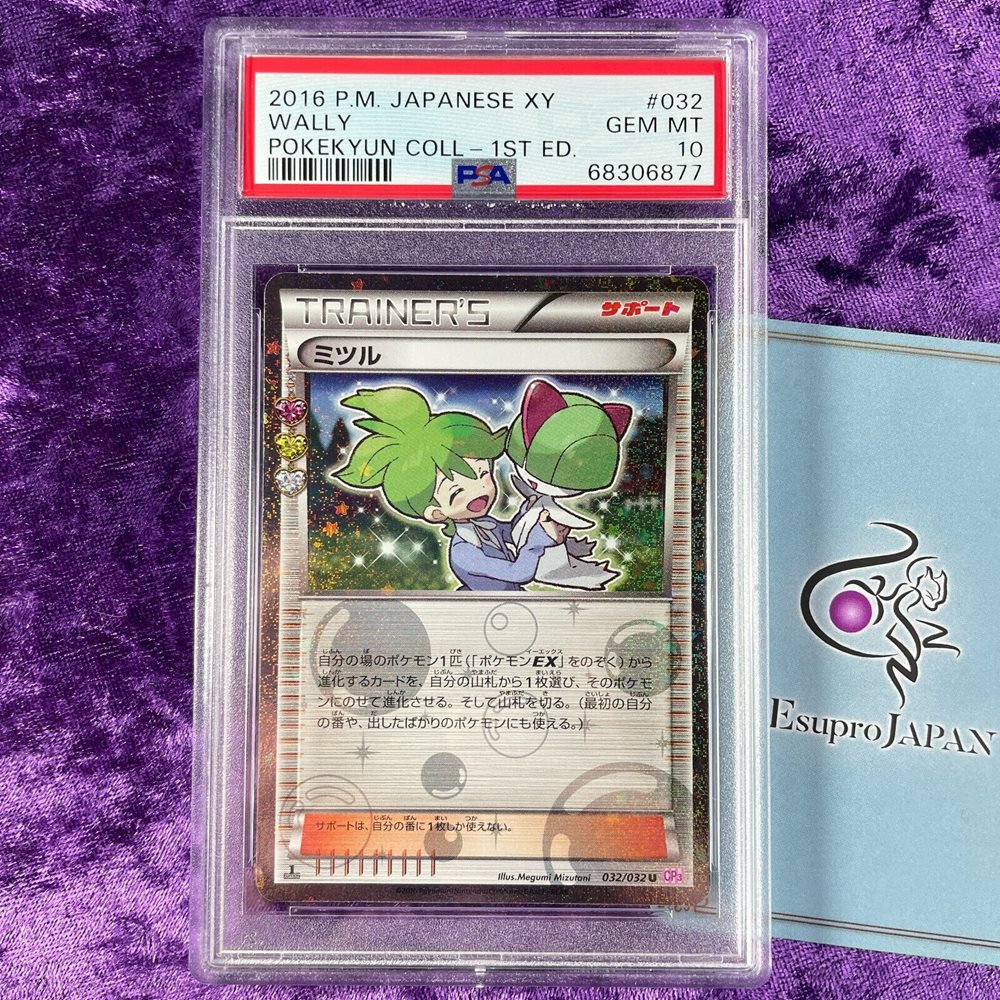 2016 P.M. JAPANESE XY #032
WALLY GEM MT
POKEKYUN COLL – 1ST ED. 10
PSA 68306877
TRAINER'S サポート
ミツル
自分の場のポケモン1匹(「ポケモンEX」をのぞく)から
進化するカードを、自分の山札から1枚選び、そのポケモ
ンにのせて進化させる。そして山札を切る。(最初の自分
の番や、出したばかりのポケモンにも使える。)
サポートは、自分の番に1枚しか使えない。
1
Illus.Megumi Mizutani 032/032 U CP3
EsuproJAPAN